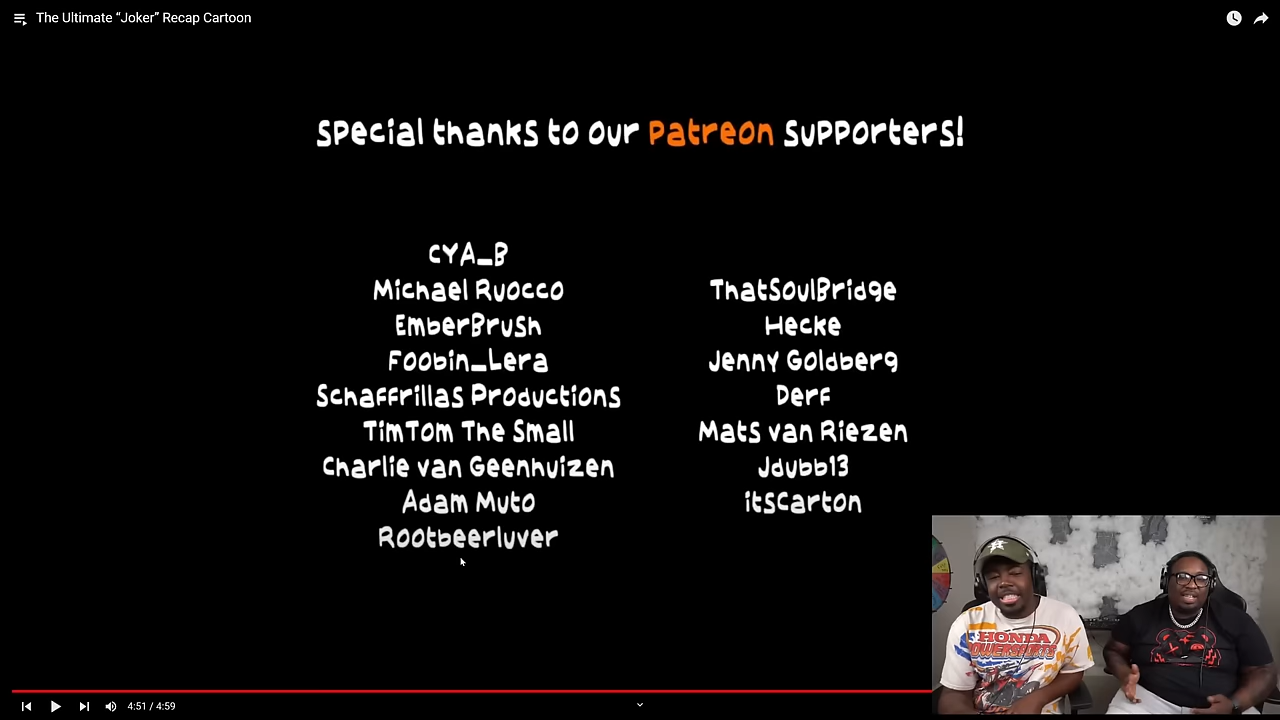 The Ultimate “Joker” Recap Cartoon
Special thanks to our Patreon supporters!
CYA_B
Michael Ruocco
EmberBrush
Foobin_Lera
Schaffrillas Productions
TimTom The Small
Charlie van Geenhuizen
Adam Muto
Rootbeerluver
ThatSoulBridge
Hecke
Jenny Goldberg
Derf
Mats van Riezen
Jdubb13
itscarton
HONDA
POWERSPORTS
4:51 / 4:59